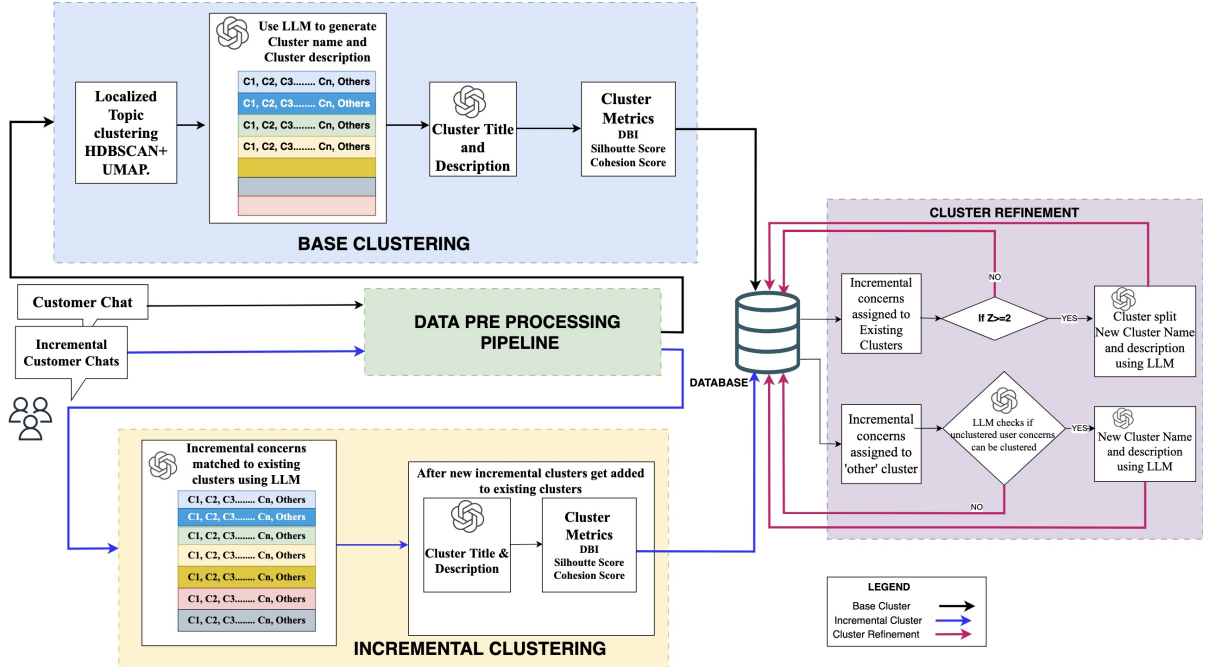 Use LLM to generate
Cluster name and
Cluster description
C1, C2, C3........ Cn, Others
C1, C2, C3........ Cn, Others
C1, C2, C3........ Cn, Others
C1, C2, C3........ Cn, Others
Localized
Topic
clustering
HDBSCAN+
UMAP.
Cluster Title
and
Description
Cluster
Metrics
DBI
Silhoutte Score
Cohesion Score
BASE CLUSTERING
Customer Chat
Incremental
Customer Chats
DATA PRE PROCESSING
PIPELINE
DATABASE
CLUSTER REFINEMENT
Incremental
concerns
assigned to
Existing
Clusters
If Z>=2
NO
YES
Cluster split
New Cluster Name
and description
using LLM
Incremental
concerns
assigned to
'other' cluster
LLM checks if
unclustered user concerns
can be clustered
YES
NO
New Cluster Name
and description
using LLM
Incremental concerns
matched to existing
clusters using LLM
C1, C2, C3........ Cn, Others
C1, C2, C3........ Cn, Others
C1, C2, C3........ Cn, Others
C1, C2, C3........ Cn, Others
C1, C2, C3........ Cn, Others
C1, C2, C3........ Cn, Others
C1, C2, C3........ Cn, Others
After new incremental clusters get added
to existing clusters
Cluster Title &
Description
Cluster
Metrics
DBI
Silhoutte Score
Cohesion Score
INCREMENTAL CLUSTERING
LEGEND
Base Cluster
Incremental Cluster
Cluster Refinement